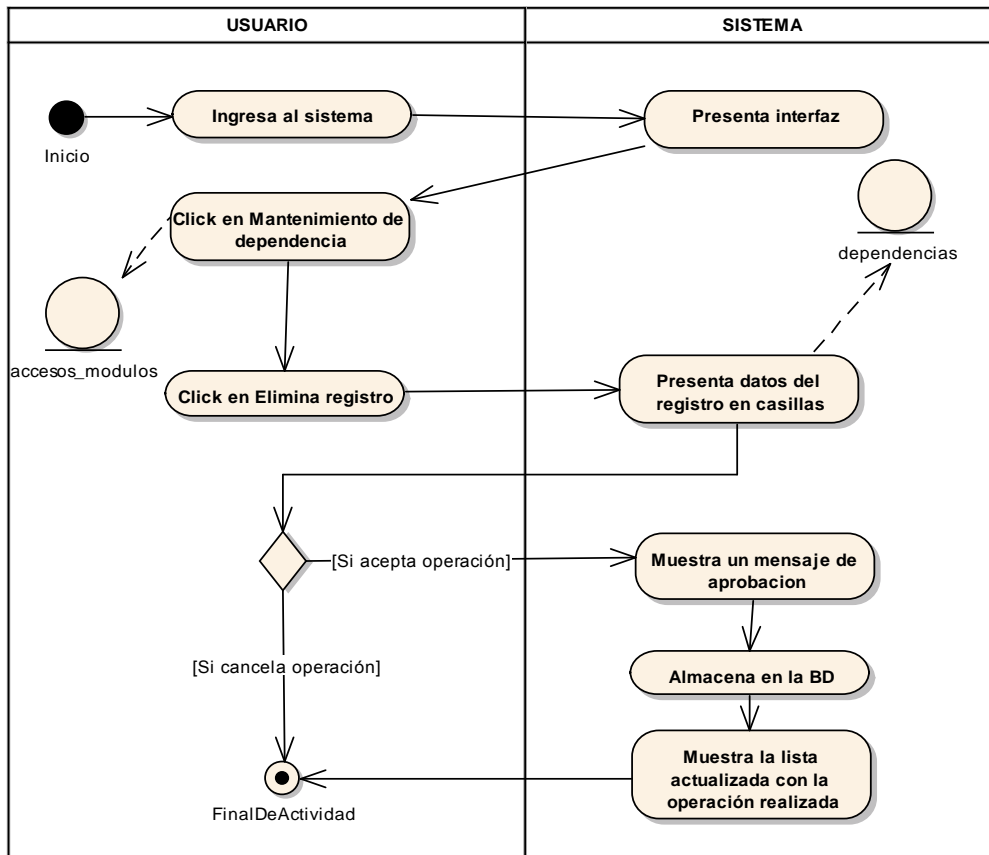 USUARIO
SISTEMA
Ingresa al sistema
Presenta interfaz
Inicio
Click en Mantenimiento de
dependencia
dependencias
accesos_modulos
Click en Elimina registro
Presenta datos del
registro en casillas
[Si acepta operación]
Muestra un mensaje de
aprobacion
[Si cancela operación]
Almacena en la BD
Muestra la lista
actualizada con la
operación realizada
FinalDeActividad